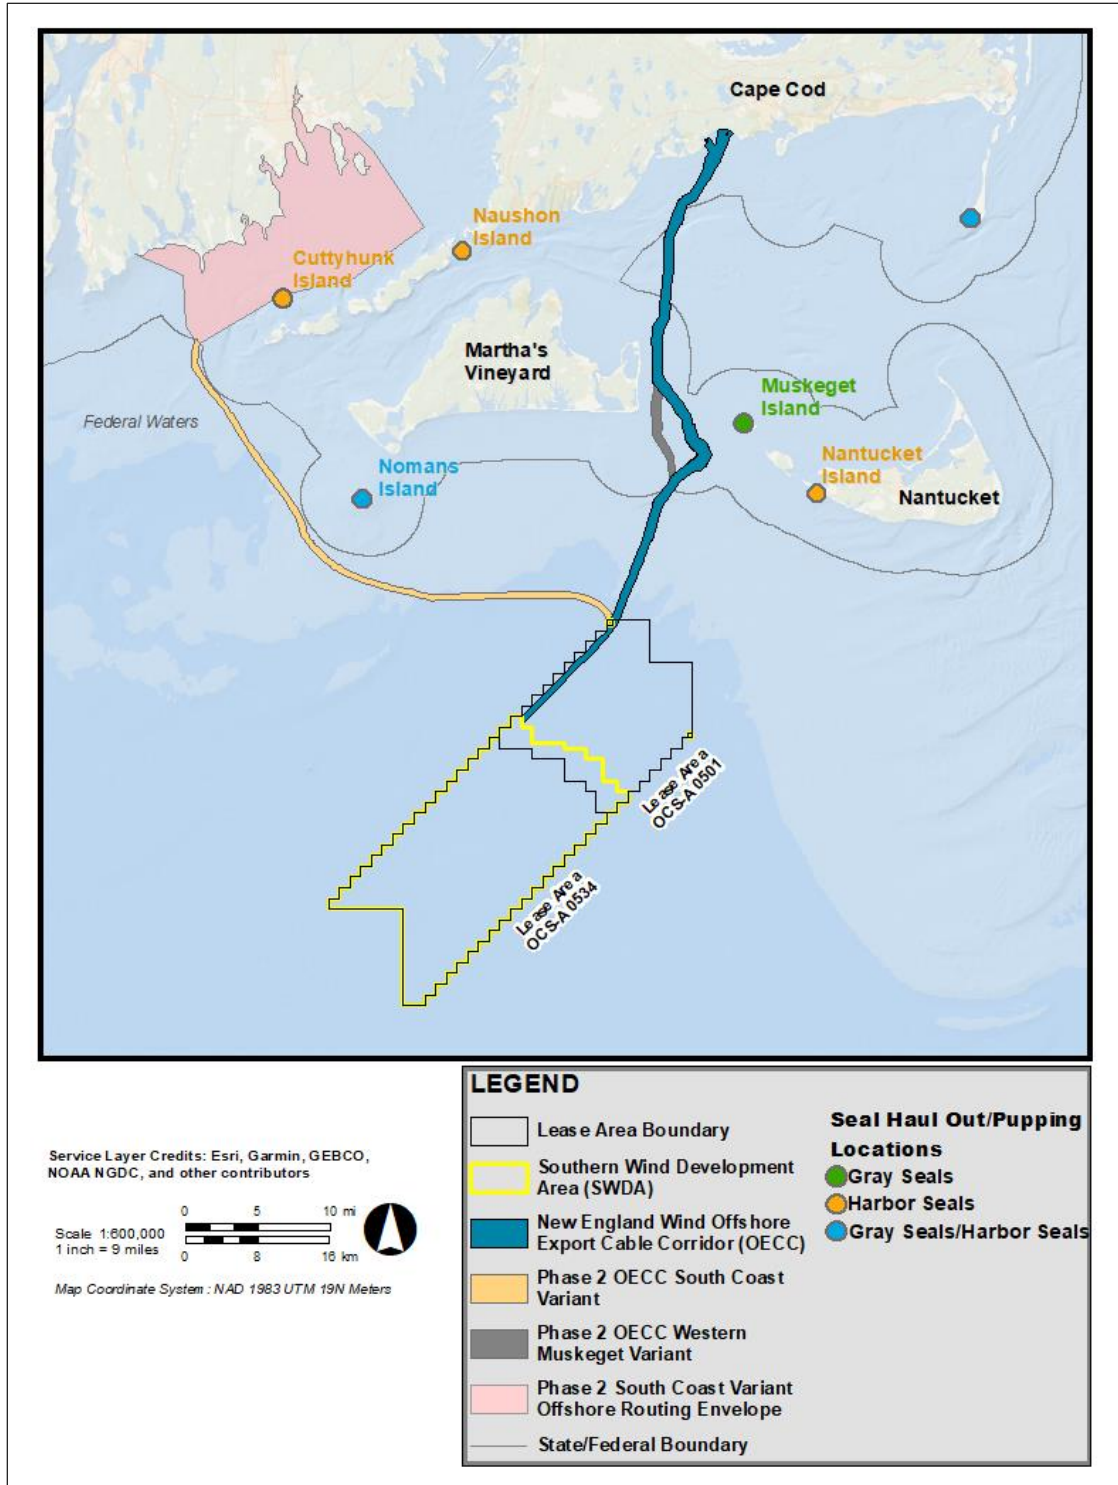 Cape Cod
Naushon
Island
Cuttyhunk
Island
Martha's
Vineyard
Muskeget
Island
Federal Waters
Nomans
Island
Nantucket
Island
Nantucket
Lease Area
OCS-A 0501
Lease Area
OCS-A 0534
Service Layer Credits: Esri, Garmin, GEBCO,
NOAA NGDC, and other contributors
0 5 10 mi
Scale 1:600,000
1 inch = 9 miles
0 8 16 km
Map Coordinate System: NAD 1983 UTM 19N Meters
LEGEND
Lease Area Boundary
Southern Wind Development
Area (SWDA)
New England Wind Offshore
Export Cable Corridor (OECC)
Phase 2 OECC South Coast
Variant
Phase 2 OECC Western
Muskeget Variant
Phase 2 South Coast Variant
Offshore Routing Envelope
State/Federal Boundary
Seal Haul Out/Pupping
Locations
Gray Seals
Harbor Seals
Gray Seals/Harbor Seals